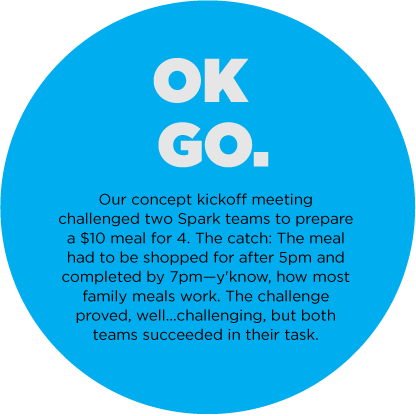 OK
GO.
Our concept kickoff meeting
challenged two Spark teams to prepare
a $10 meal for 4. The catch: The meal
had to be shopped for after 5pm and
completed by 7pm—y'know, how most
family meals work. The challenge
proved, well...challenging, but both
teams succeeded in their task.